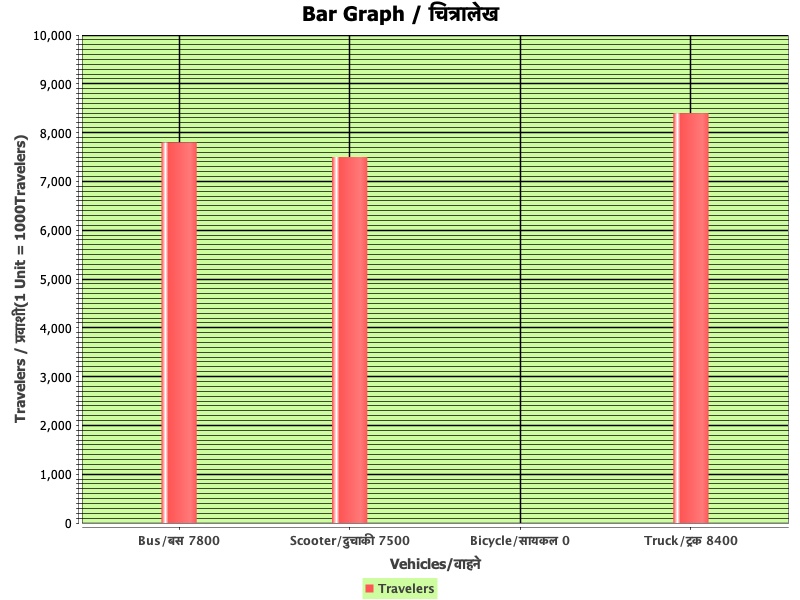 Bar Graph / चित्रालेख
10,000
9,000
8,000
7,000
6,000
5,000
4,000
3,000
2,000
1,000
0
Travelers / प्रवाशी(1 Unit = 1000Travelers)
Bus/बस 7800 Scooter/दुचाकी 7500 Bicycle/सायकल 0 Truck/ट्रक 8400
Vehicles/वाहने
Travelers